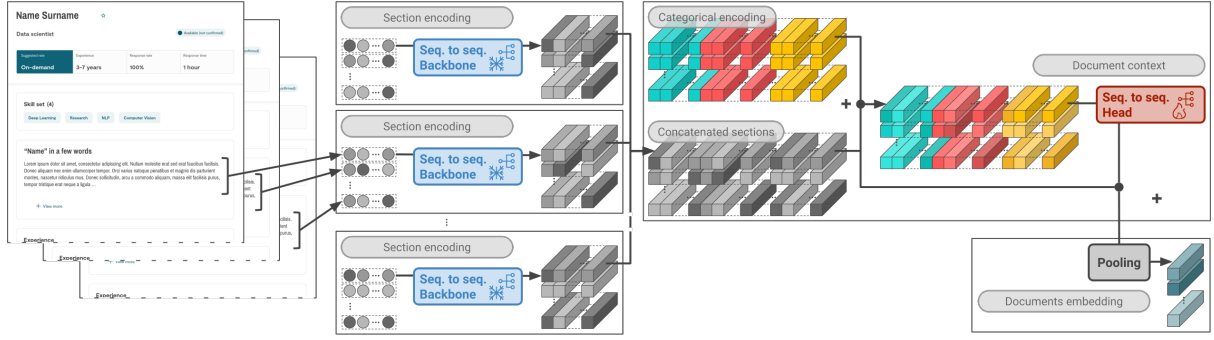 Name Surname
Data scientist
Available (not confirmed)
Suggested rate
Experience
Response rate
Response time
On-demand
3-7 years
100%
1 hour
Skill set (4)
Deep Learning
Research
NLP
Computer Vision
“Name” in a few words
Lorem ipsum dolor sit amet, consectetur adipiscing elit. Nullam molestie erat sed erat faucibus facilisis.
Donec aliquam nec enim ullamcorper tempor. Orci varius natoque penatibus et magnis dis parturient
montes, nascetur ridiculus mus. Donec sollicitudin, arcu a commodo aliquam, massa elit facilisis purus,
tempor tristique erat neque a ligula ...
+ View more
Experience
Experience
Experience
Section encoding
Seq. to seq.
Backbone
Section encoding
Seq. to seq.
Backbone
Section encoding
Seq. to seq.
Backbone
Categorical encoding
+
Concatenated sections
Document context
Seq. to seq.
Head
+
Pooling
Documents embedding